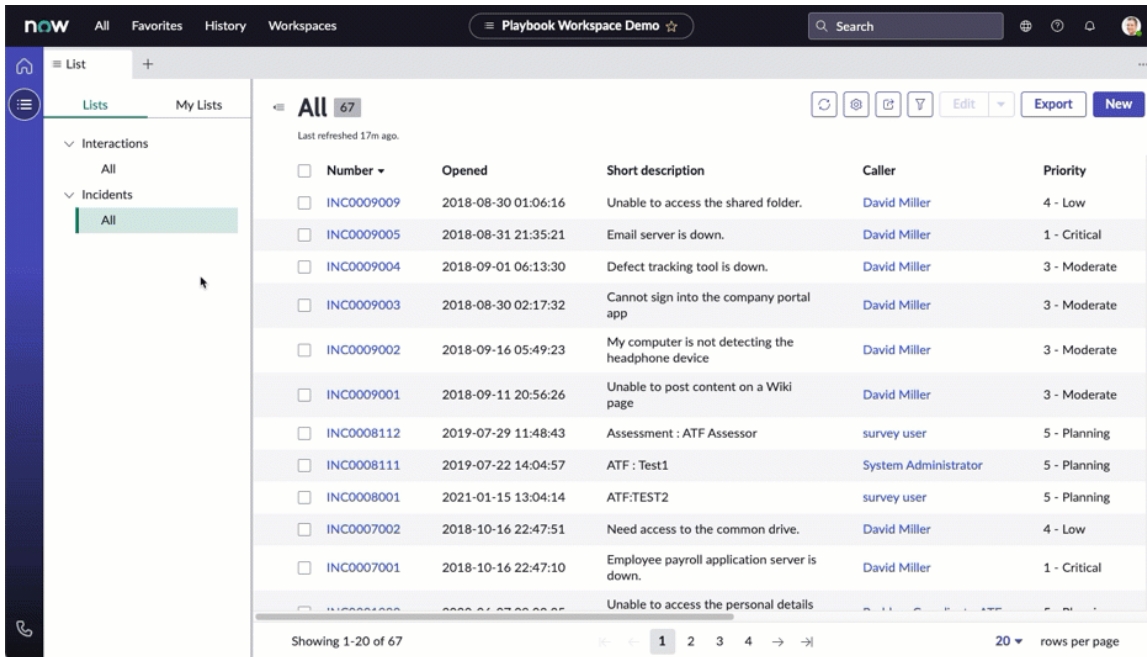 now All Favorites History Workspaces Playbook Workspace Demo Search
List
Lists My Lists
Interactions
All
Incidents
All
All 67
Last refreshed 17m ago.
Edit Export New
Number Opened Short description Caller Priority
INC0009009 2018-08-30 01:06:16 Unable to access the shared folder. David Miller 4 - Low
INC0009005 2018-08-31 21:35:21 Email server is down. David Miller 1 - Critical
INC0009004 2018-09-01 06:13:30 Defect tracking tool is down. David Miller 3 - Moderate
INC0009003 2018-08-30 02:17:32 Cannot sign into the company portal
app David Miller 3 - Moderate
INC0009002 2018-09-16 05:49:23 My computer is not detecting the
headphone device David Miller 3 - Moderate
INC0009001 2018-09-11 20:56:26 Unable to post content on a Wiki
page David Miller 3 - Moderate
INC0008112 2019-07-29 11:48:43 Assessment : ATF Assessor survey user 5 - Planning
INC0008111 2019-07-22 14:04:57 ATF : Test1 System Administrator 5 - Planning
INC0008001 2021-01-15 13:04:14 ATF:TEST2 survey user 5 - Planning
INC0007002 2018-10-16 22:47:51 Need access to the common drive. David Miller 4 - Low
INC0007001 2018-10-16 22:47:10 Employee payroll application server is
down. David Miller 1 - Critical
Unable to access the personal details
Showing 1-20 of 67 1 2 3 4 20 rows per page